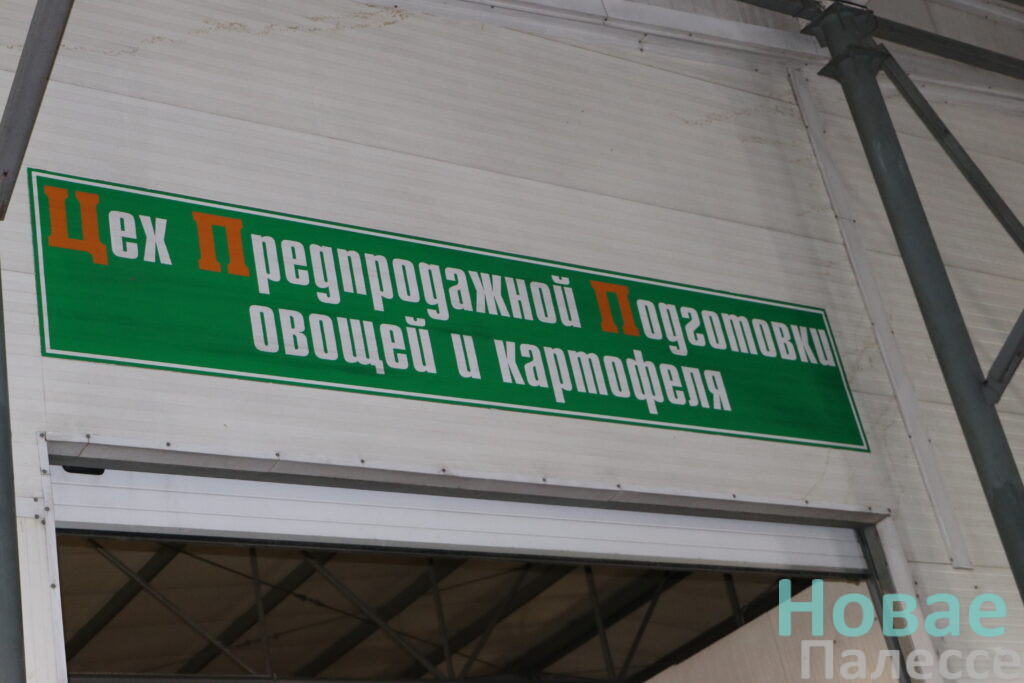 Цех Предпродажной Подготовки
овощей и картофеля
Новае
Палессе